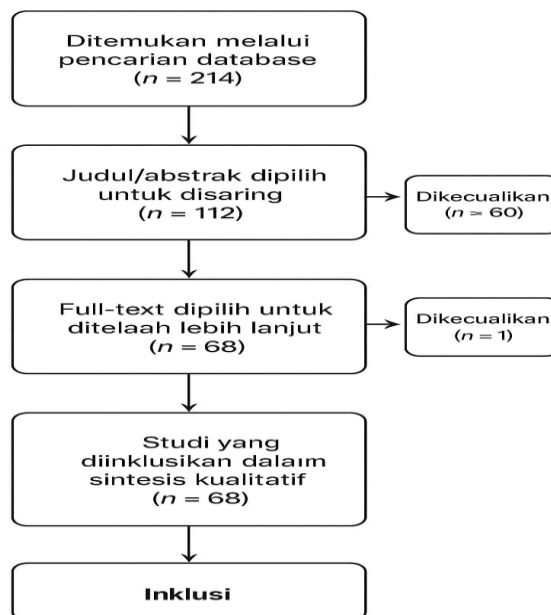 Ditemukan melalui
pencarian database
(n = 214)
Judul/abstrak dipilih
untuk disaring
(n = 112)
Dikecualikan
(n = 60)
Full-text dipilih untuk
ditelaah lebih lanjut
(n = 68)
Dikecualikan
(n = 1)
Studi yang
diinklusikan dalaım
sintesis kualitatif
(n = 68)
Inklusi